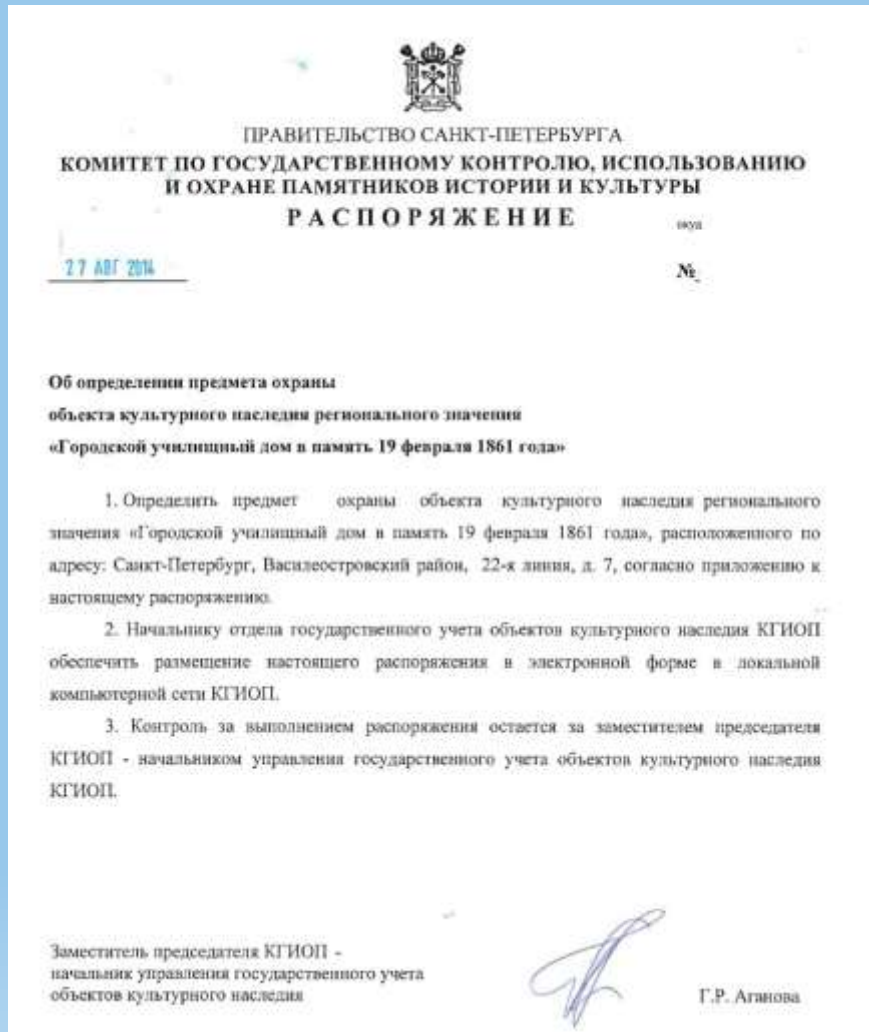 ПРАВИТЕЛЬСТВО САНКТ-ПЕТЕРБУРГА
КОМИТЕТ ПО ГОСУДАРСТВЕННОМУ КОНТРОЛЮ, ИСПОЛЬЗОВАНИЮ
И ОХРАНЕ ПАМЯТНИКОВ ИСТОРИИ И КУЛЬТУРЫ
РАСПОРЯЖЕНИЕ
окуд
27 АВГ 2014
№
Об определении предмета охраны
объекта культурного наследия регионального значения
«Городской училищный дом в память 19 февраля 1861 года»
1. Определить предмет охраны объекта культурного наследия регионального
значения «Городской училищный дом в память 19 февраля 1861 года», расположенного по
адресу: Санкт-Петербург, Василеостровский район, 22-я линия, д. 7, согласно приложению к
настоящему распоряжению.
2. Начальнику отдела государственного учета объектов культурного наследия КГИОП
обеспечить размещение настоящего распоряжения в электронной форме в локальной
компьютерной сети КГИОП.
3. Контроль за выполнением распоряжения остается за заместителем председателя
КГИОП - начальником управления государственного учета объектов культурного наследия
КГИОП.
Заместитель председателя КГИОП -
начальник управления государственного учета
объектов культурного наследия
Г.Р. Аганова